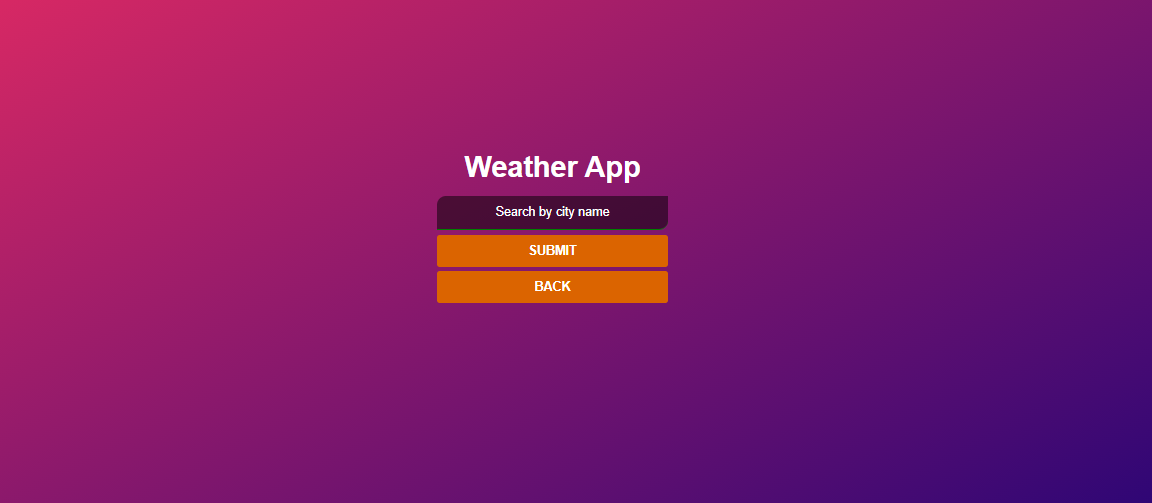 Weather App
Search by city name
SUBMIT
BACK